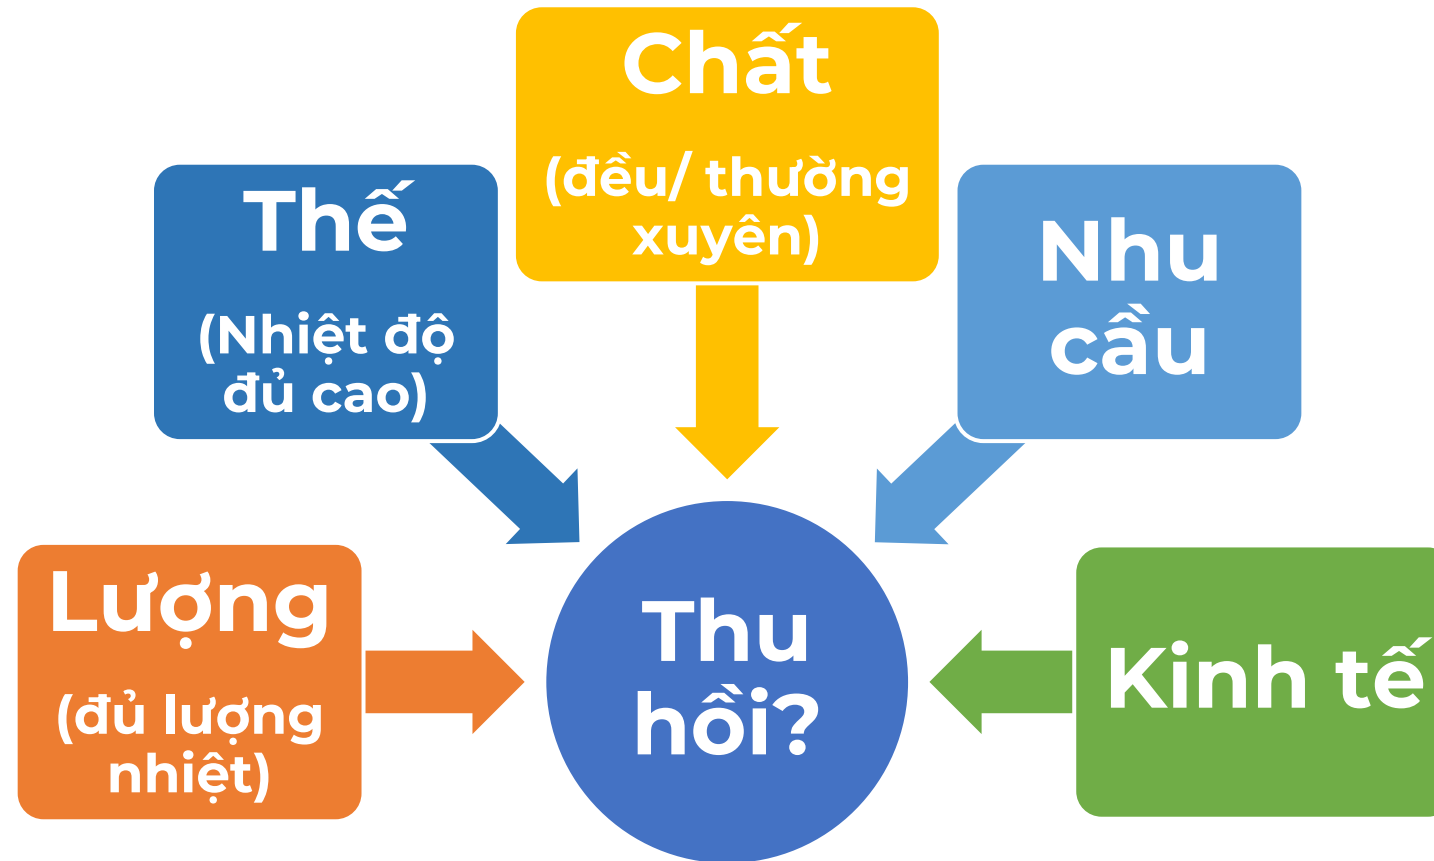 Chất
(đều/ thường
xuyên)
Thế
(Nhiệt độ
đủ cao)
Nhu
cầu
Lượng
(đủ lượng
nhiệt)
Thu
hồi?
Kinh tế